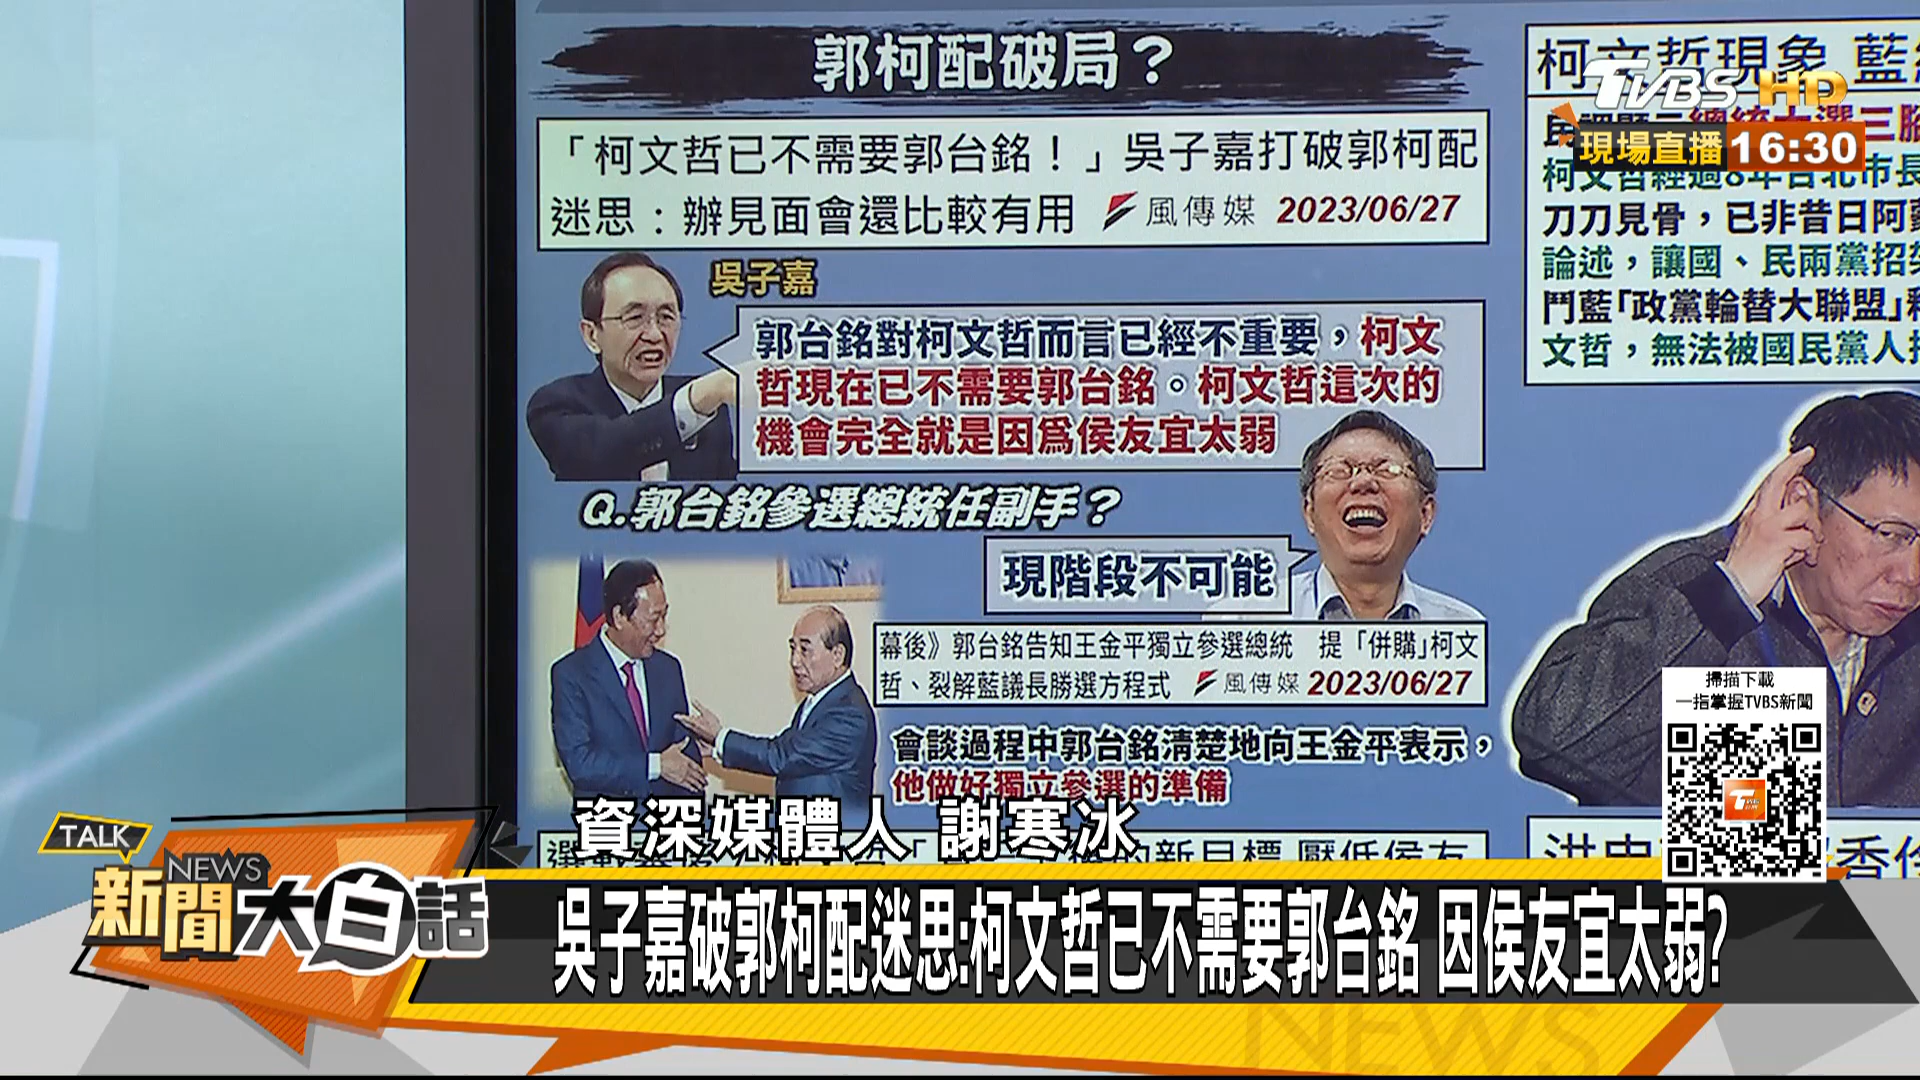 郭柯配破局？
「柯文哲已不需要郭台銘！」吳子嘉打破郭柯配
迷思：辦見面會還比較有用 風傳媒 2023/06/27
吳子嘉
郭台銘對柯文哲而言已經不重要，柯文
哲現在已不需要郭台銘。柯文哲這次的
機會完全就是因為侯友宜太弱
Q.郭台銘參選總統任副手？
現階段不可能
幕後》郭台銘告知王金平獨立參選總統 提「併購」柯文
哲、裂解藍議長勝選方程式 風傳媒 2023/06/27
會談過程中郭台銘清楚地向王金平表示，
他做好獨立參選的準備
柯文哲現象 藍
TVBS HD
現場直播 16:30
柯文哲經過8年台北市長
刀刀見骨，已非昔日阿蒙
論述，讓國、民兩黨招架
鬥藍「政黨輪替大聯盟」
文哲，無法被國民黨人
掃描下載
一指掌握TVBS新聞
資深媒體人 謝寒冰
的新目標 壓低侯友
TALK
NEWS
新聞大白話
吳子嘉破郭柯配迷思:柯文哲已不需要郭台銘 因侯友宜太弱?
NEWS